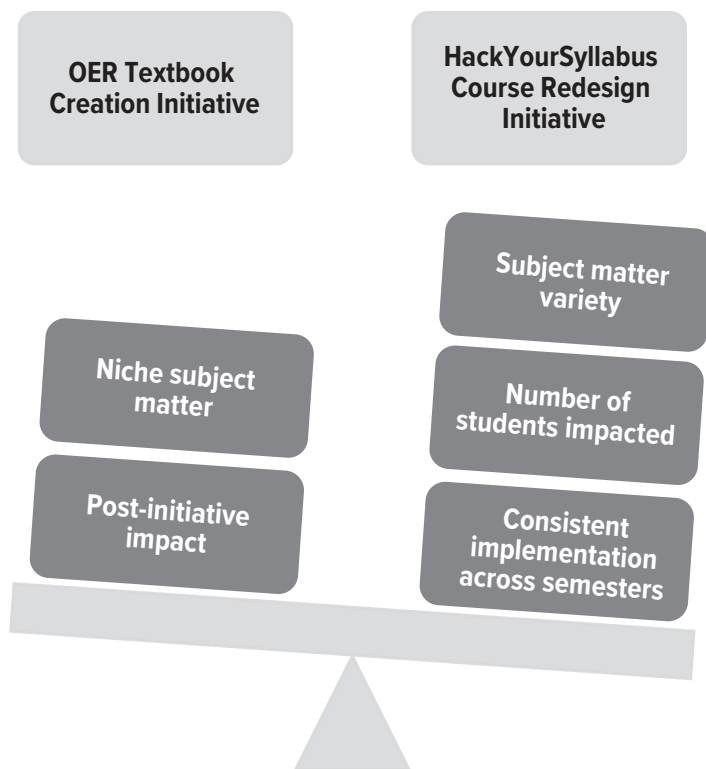 OER Textbook
Creation Initiative
HackYourSyllabus
Course Redesign
Initiative
Niche subject
matter
Post-initiative
impact
Subject matter
variety
Number of
students impacted
Consistent
implementation
across semesters